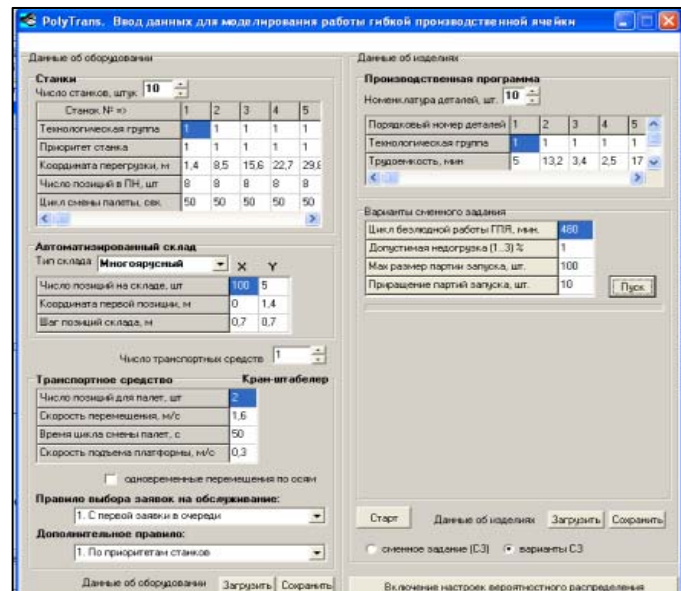 PolyTrans. Ввод данных для моделирования работы гибкой производственной ячейки
Данные об оборудовании
Станки
Число станков, штук 10
Станок № => 1 2 3 4 5
Технологическая группа 1 1 1 1 1
Приоритет станка 1 1 1 1 1
Координата перегрузки, м 1,4 8,5 15,6 22,7 29,8
Число позиций в ПН, шт 8 8 8 8 8
Цикл смены палеты, сек 50 50 50 50 50
Автоматизированный склад
Тип склада Многоярусный X Y
Число позиций на складе, шт 100 5
Координата первой позиции, м 0 1,4
Шаг позиций склада, м 0,7 0,7
Число транспортных средств 1
Транспортное средство Кран-штабелер
Число позиций для палет, шт 2
Скорость перемещения, м/с 1,6
Время цикла смены палет, с 50
Скорость подъема платформы, м/с 0,3
одновременные перемещения по осям
Правило выбора заявок на обслуживание:
1. С первой заявки в очереди
Дополнительное правило:
1. По приоритетам станков
Данные об оборудовании Загрузить Сохранить
Данные об изделиях
Производственная программа
Номенклатура деталей, шт. 10
Порядковый номер деталей 1 2 3 4 5
Технологическая группа 1 1 1 1 1
Трудоемкость, мин 5 13,2 3,4 2,5 17
Варианты сменного задания
Цикл безлюдной работы ГПЯ, мин. 480
Допустимая недогрузка (1...3) % 1
Мах размер партии запуска, шт. 100
Приращение партий запуска, шт. 10
Пуск
Старт Данные об изделиях Загрузить Сохранить
сменное задание (СЗ) варианты СЗ
Включение настроек вероятностного распределения